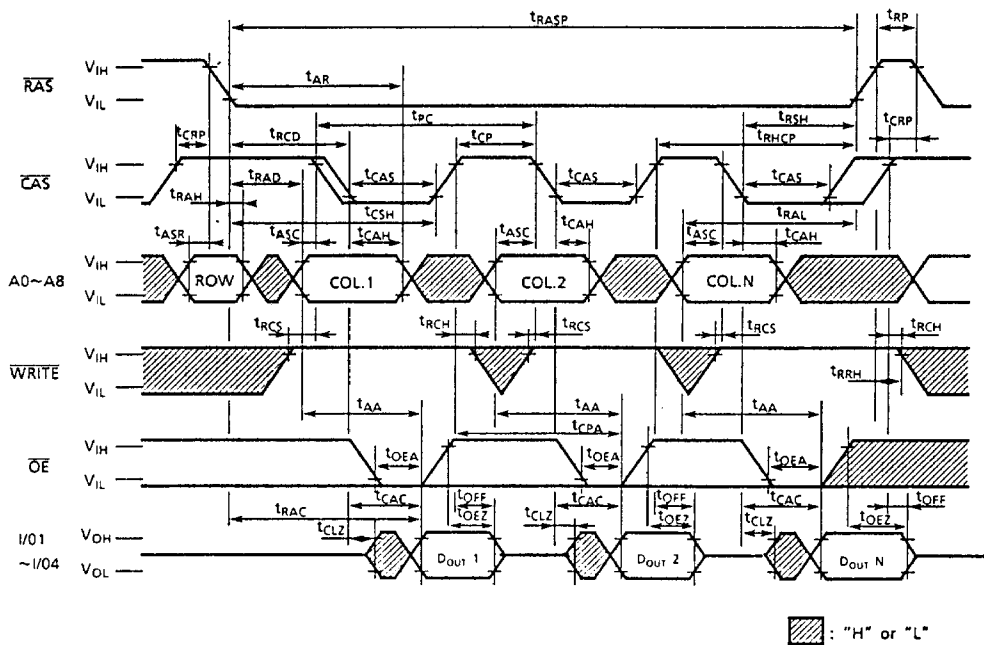 tRASP tRP
RAS VIH VIL tAR
tPC tRSH
tCRP tRCD tCP tRHCP tCRP
CAS VIH VIL tCAS tCAS tCAS
tRAD
tRAH tCSH tRAL
tASR tASC tCAH tASC tCAH tASC tCAH
A0~A8 VIH VIL ROW COL.1 COL.2 COL.N
tRCS tRCH tRCS tRCS tRCH
WRITE VIH VIL
tRRH
tAA tAA tAA
tCPA
OE VIH VIL tOEA tOEA tOEA
tCAC tOFF tCAC tOFF tCAC tOFF
tRAC tOEZ tOEZ tOEZ
tCLZ tCLZ tCLZ
I/01 ~I/04 VOH VOL DOUT 1 DOUT 2 DOUT N
: "H" or "L"